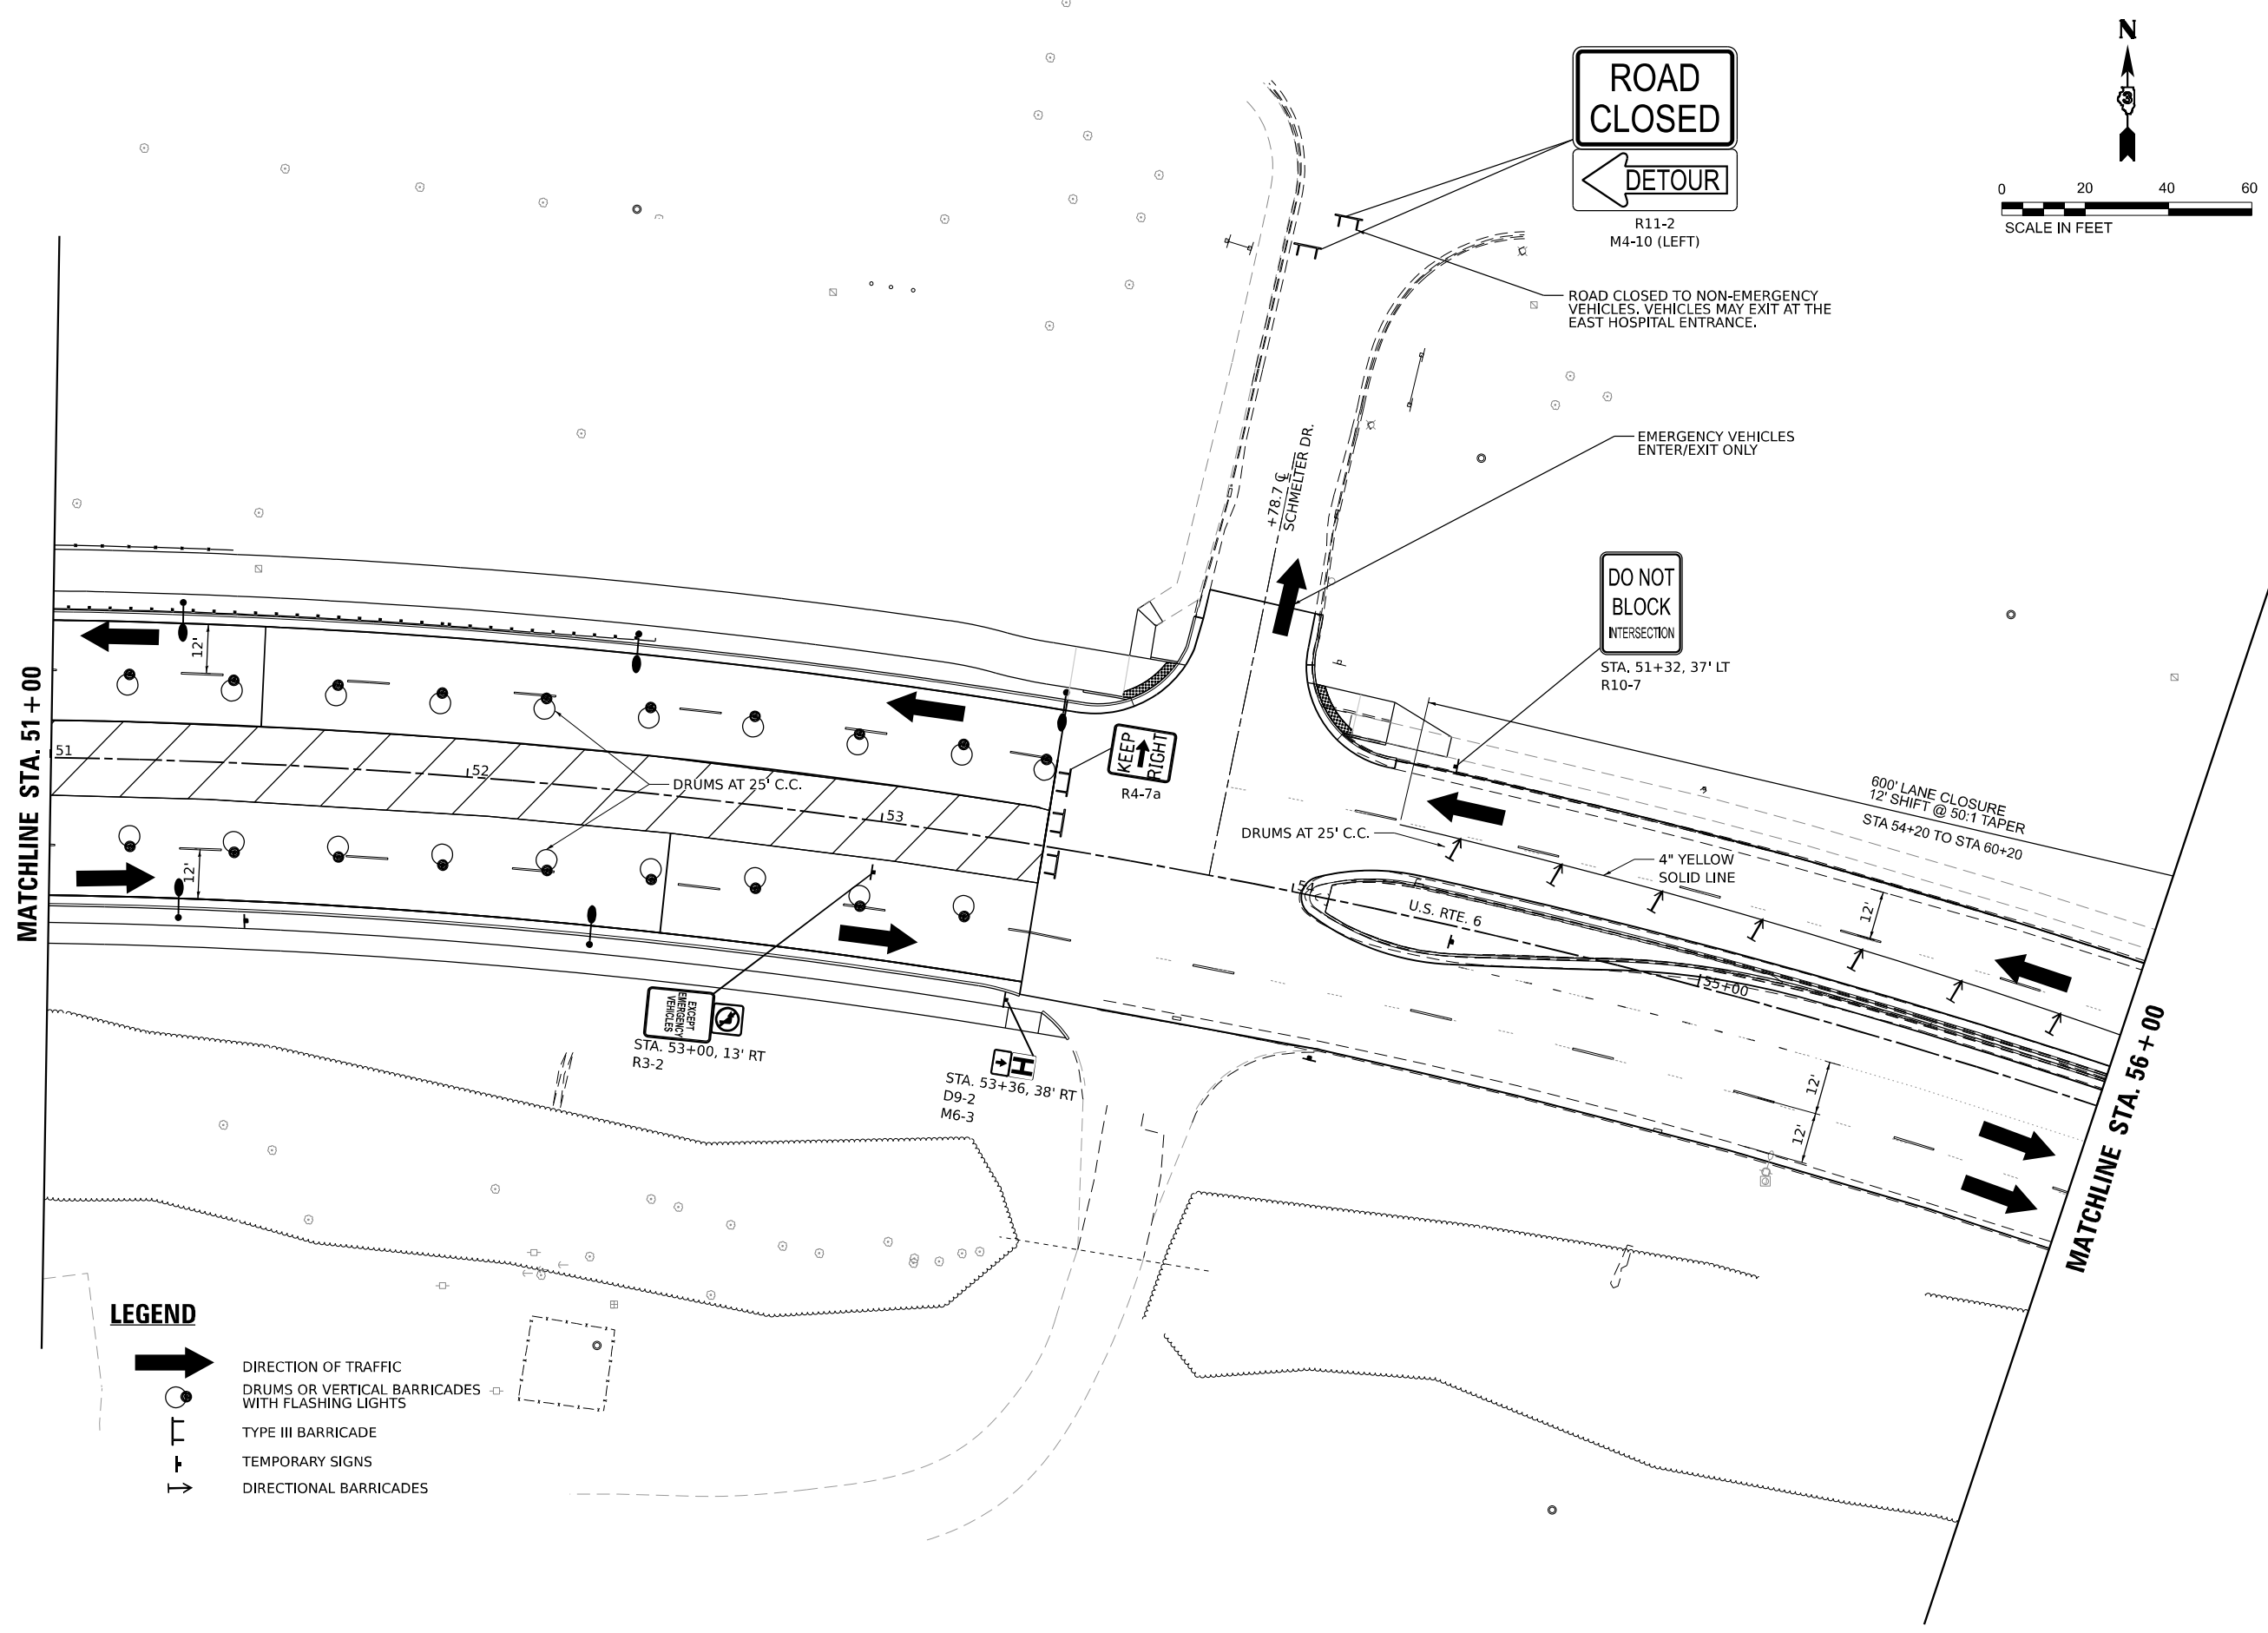 N
3
ROAD
CLOSED
DETOUR
R11-2
M4-10 (LEFT)
0 20 40 60
SCALE IN FEET
ROAD CLOSED TO NON-EMERGENCY
VEHICLES. VEHICLES MAY EXIT AT THE
EAST HOSPITAL ENTRANCE.
EMERGENCY VEHICLES
ENTER/EXIT ONLY
+78.7 ℄
SCHMELTER DR.
DO NOT
BLOCK
INTERSECTION
STA. 51+32, 37' LT
R10-7
MATCHLINE STA. 51+00
12'
51
52
53
DRUMS AT 25' C.C.
KEEP
RIGHT
R4-7a
600' LANE CLOSURE
12' SHIFT @ 50:1 TAPER
STA 54+20 TO STA 60+20
DRUMS AT 25' C.C.
4" YELLOW
SOLID LINE
54
U.S. RTE. 6
12'
55+00
12'
12'
12'
MATCHLINE STA. 56+00
EXCEPT
EMERGENCY
VEHICLES
STA. 53+00, 13' RT
R3-2
H
STA. 53+36, 38' RT
D9-2
M6-3
LEGEND
DIRECTION OF TRAFFIC
DRUMS OR VERTICAL BARRICADES
WITH FLASHING LIGHTS
TYPE III BARRICADE
TEMPORARY SIGNS
DIRECTIONAL BARRICADES